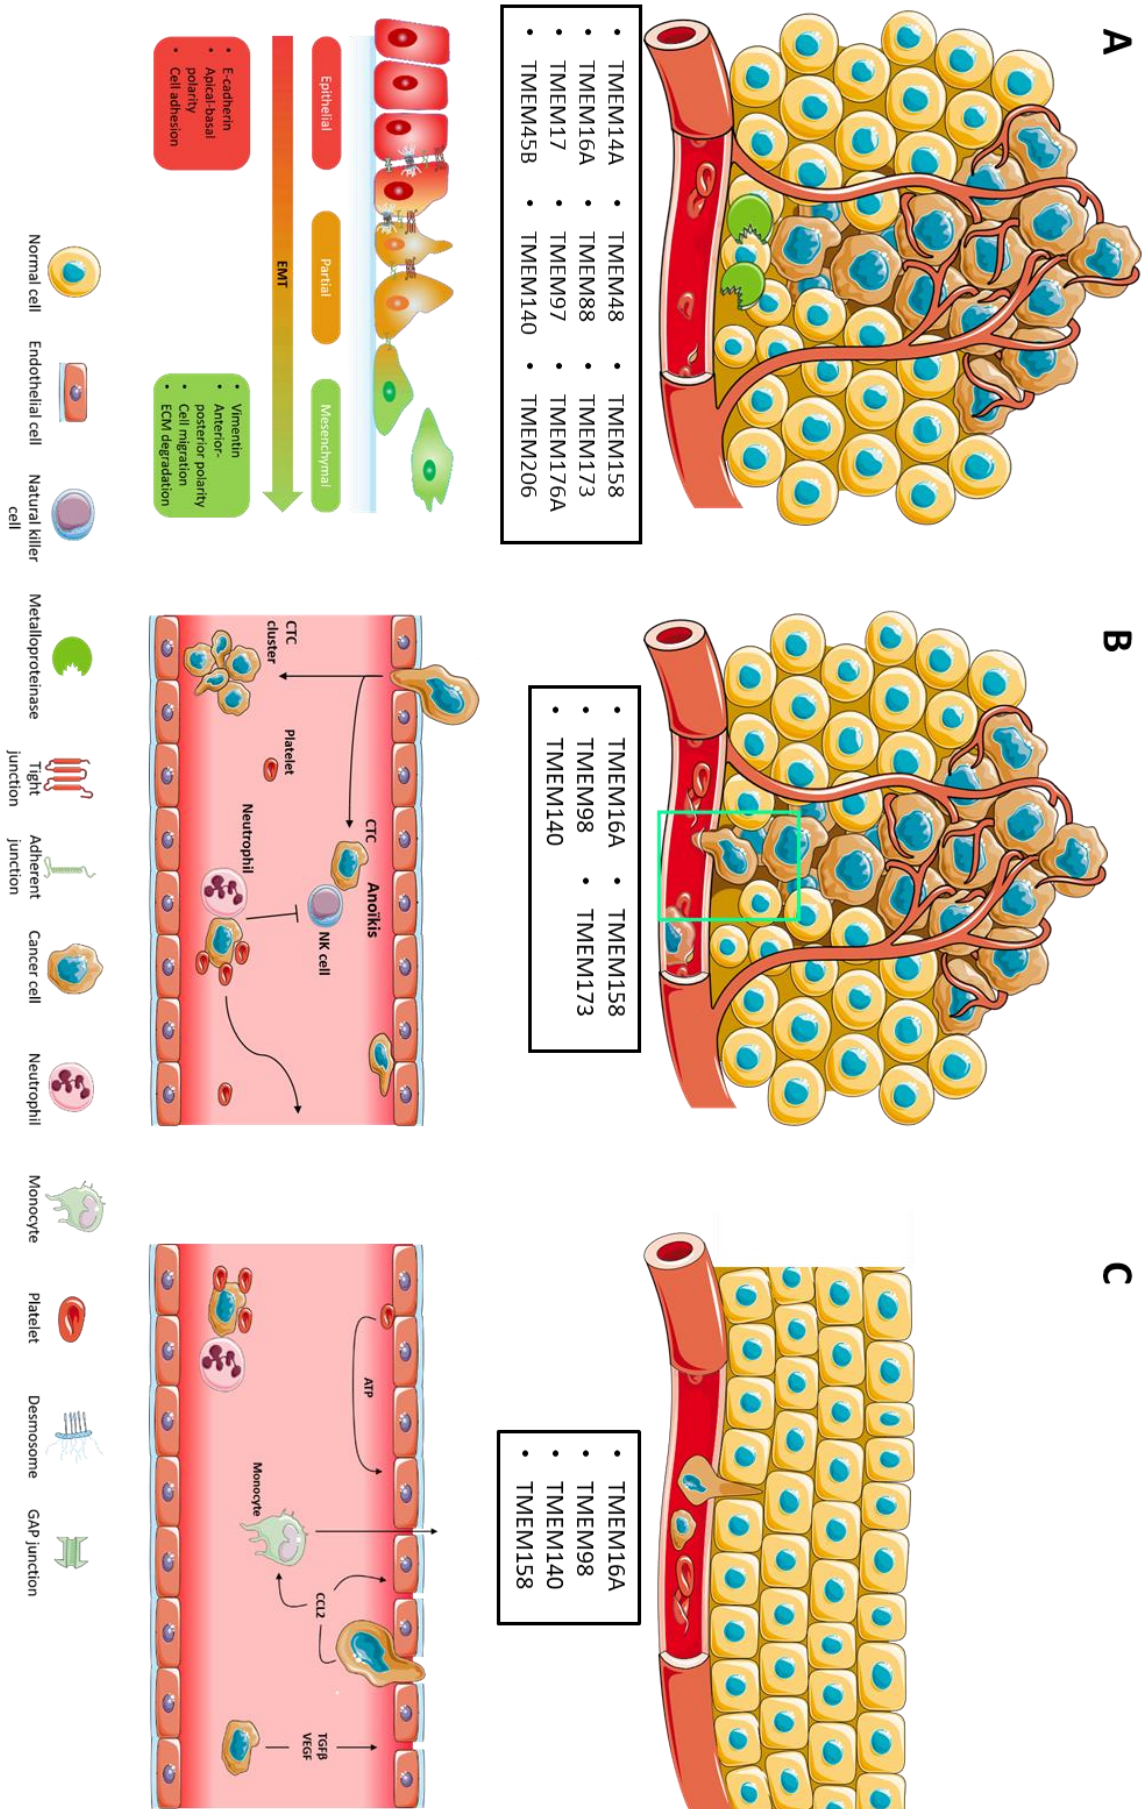 A
• TMEM14A • TMEM48 • TMEM158
• TMEM16A • TMEM88 • TMEM173
• TMEM17 • TMEM97 • TMEM176A
• TMEM45B • TMEM140 • TMEM206
Epithelial
Partial
Mesenchymal
EMT
• E-cadherin
• Apical-basal
polarity
• Cell adhesion
• Vimentin
• Anterior-
posterior polarity
• Cell migration
• ECM degradation
B
• TMEM16A • TMEM158
• TMEM98 • TMEM173
• TMEM140
CTC
cluster
Platelet
CTC
Anoïkis
NK cell
Neutrophil
C
• TMEM16A
• TMEM98
• TMEM140
• TMEM158
ATP
Monocyte
CCL2
TGFβ
VEGF
Normal cell
Endothelial cell
Natural killer
cell
Metalloproteinase
Tight
junction
Adherent
junction
Cancer cell
Neutrophil
Monocyte
Platelet
Desmosome
GAP junction